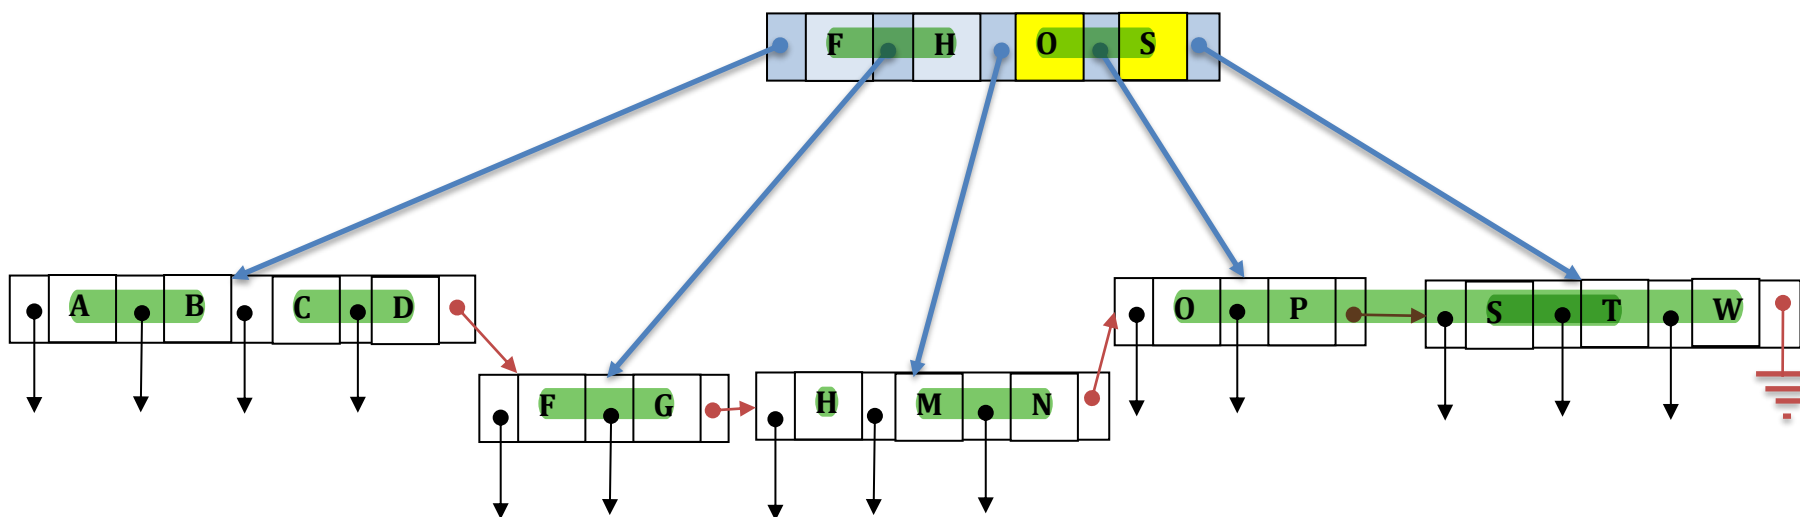 F H O S
A B C D
F G
H M N
O P
S T W